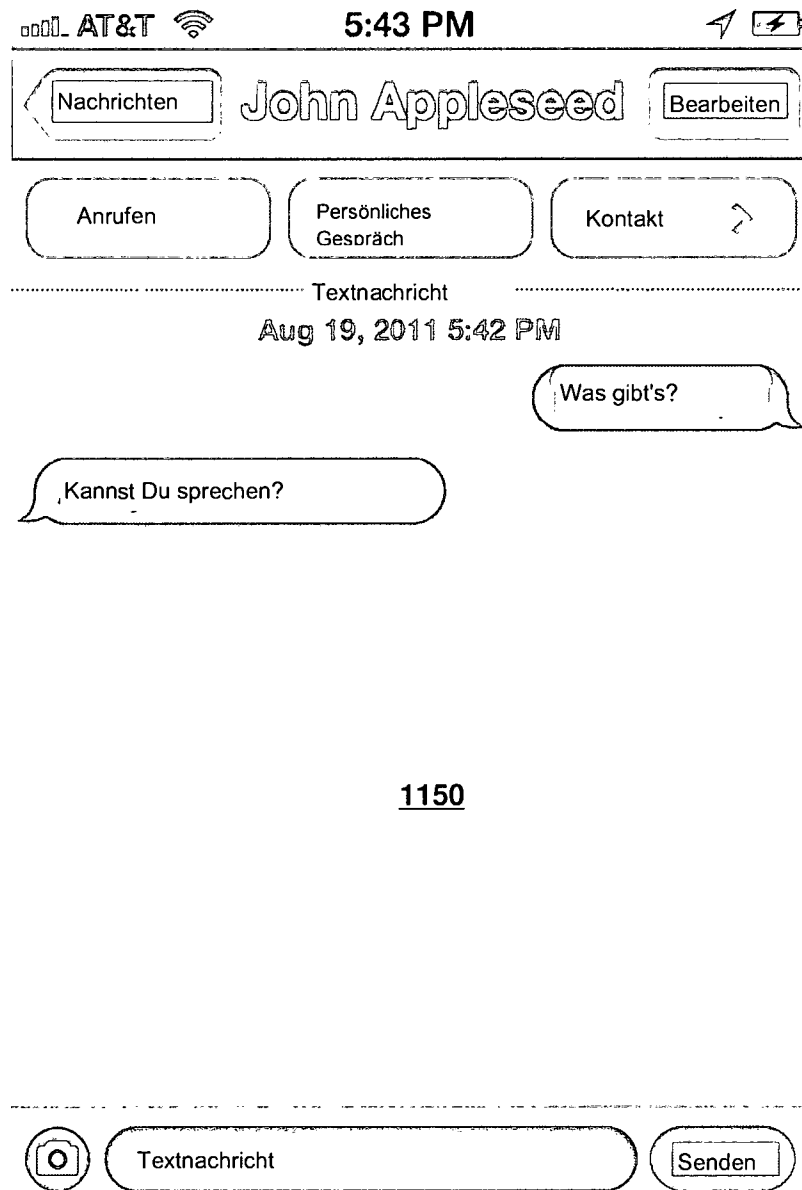 AT&T 5:43 PM
Nachrichten John Appleseed Bearbeiten
Anrufen Persönliches Gespräch Kontakt
Textnachricht
Aug 19, 2011 5:42 PM
Was gibt's?
Kannst Du sprechen?
1150
Textnachricht Senden